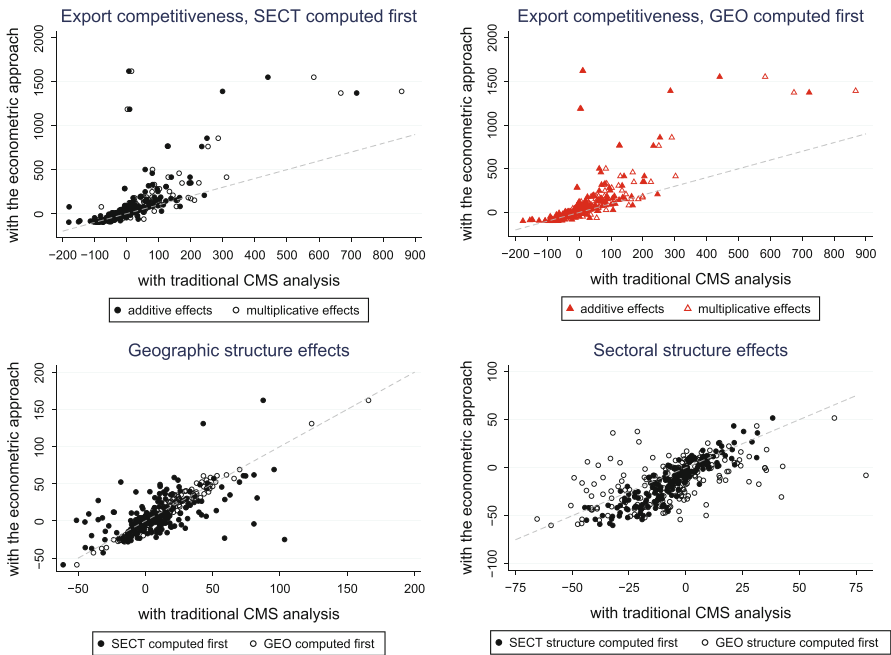 Export competitiveness, SECT computed first
with the econometric approach
2000
1500
1000
500
0
−200 −100 0 100 200 300 400 500 600 700 800 900
with traditional CMS analysis
additive effects multiplicative effects
Export competitiveness, GEO computed first
with the econometric approach
2000
1500
1000
500
0
−200 −100 0 100 200 300 400 500 600 700 800 900
with traditional CMS analysis
additive effects multiplicative effects
Geographic structure effects
with the econometric approach
200
150
100
50
0
−50
−50 0 50 100 150 200
with traditional CMS analysis
SECT computed first GEO computed first
Sectoral structure effects
with the econometric approach
100
50
0
−50
−100
−75 −50 −25 0 25 50 75
with traditional CMS analysis
SECT structure computed first GEO structure computed first